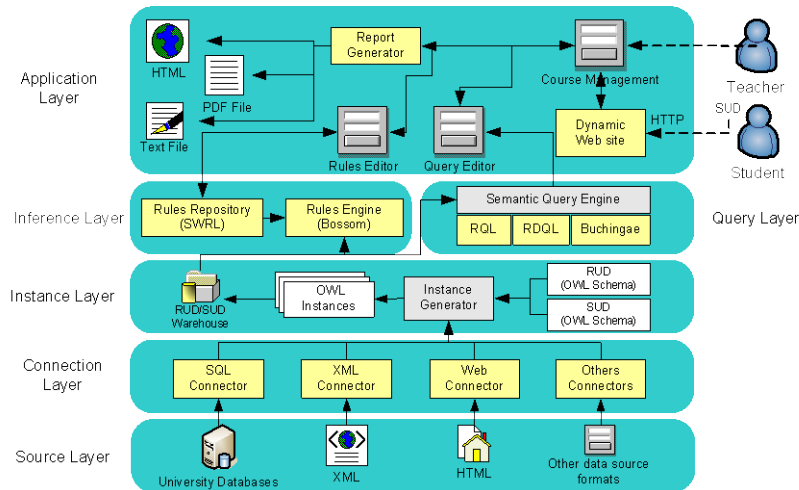 Application
Layer
HTML
PDF File
Text File
Report
Generator
Rules Editor
Query Editor
Course Management
Dynamic
Web site
HTTP
SUD
Teacher
Student
Inference Layer
Rules Repository
(SWRL)
Rules Engine
(Bossom)
Semantic Query Engine
RQL
RDQL
Buchingae
Query Layer
Instance Layer
RUD/SUD
Warehouse
OWL
Instances
Instance
Generator
RUD
(OWL Schema)
SUD
(OWL Schema)
Connection
Layer
SQL
Connector
XML
Connector
Web
Connector
Others
Connectors
Source Layer
University Databases
XML
HTML
Other data source
formats